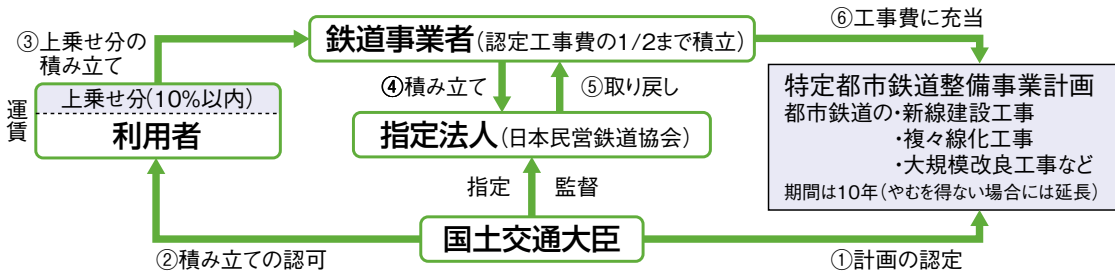 ③上乗せ分の
積み立て
鉄道事業者(認定工事費の1/2まで積立)
⑥工事費に充当
④積み立て
⑤取り戻し
運賃
上乗せ分(10%以内)
利用者
指定法人(日本民営鉄道協会)
特定都市鉄道整備事業計画
都市鉄道の・新線建設工事
・複々線化工事
・大規模改良工事など
期間は10年(やむを得ない場合には延長)
指定
監督
国土交通大臣
②積み立ての認可
①計画の認定